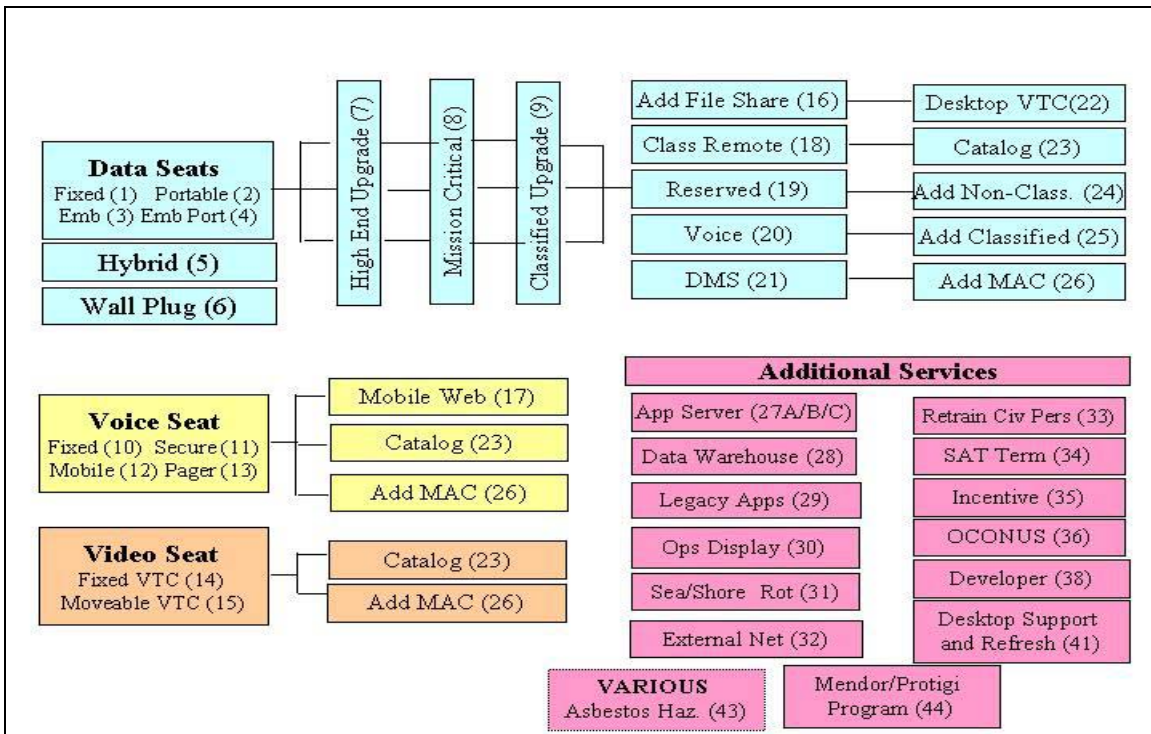 Data Seats
Fixed (1) Portable (2)
Emb (3) Emb Port (4)
Hybrid (5)
Wall Plug (6)
High End Upgrade (7)
Mission Critical (8)
Classified Upgrade (9)
Add File Share (16)
Class Remote (18)
Reserved (19)
Voice (20)
DMS (21)
Desktop VTC(22)
Catalog (23)
Add Non-Class. (24)
Add Classified (25)
Add MAC (26)
Voice Seat
Fixed (10) Secure (11)
Mobile (12) Pager (13)
Mobile Web (17)
Catalog (23)
Add MAC (26)
Video Seat
Fixed VTC (14)
Moveable VTC (15)
Catalog (23)
Add MAC (26)
Additional Services
App Server (27A/B/C)
Data Warehouse (28)
Legacy Apps (29)
Ops Display (30)
Sea/Shore Rot (31)
External Net (32)
Retrain Civ Pers (33)
SAT Term (34)
Incentive (35)
OCONUS (36)
Developer (38)
Desktop Support
and Refresh (41)
VARIOUS
Asbestos Haz. (43)
Mendor/Protigi
Program (44)